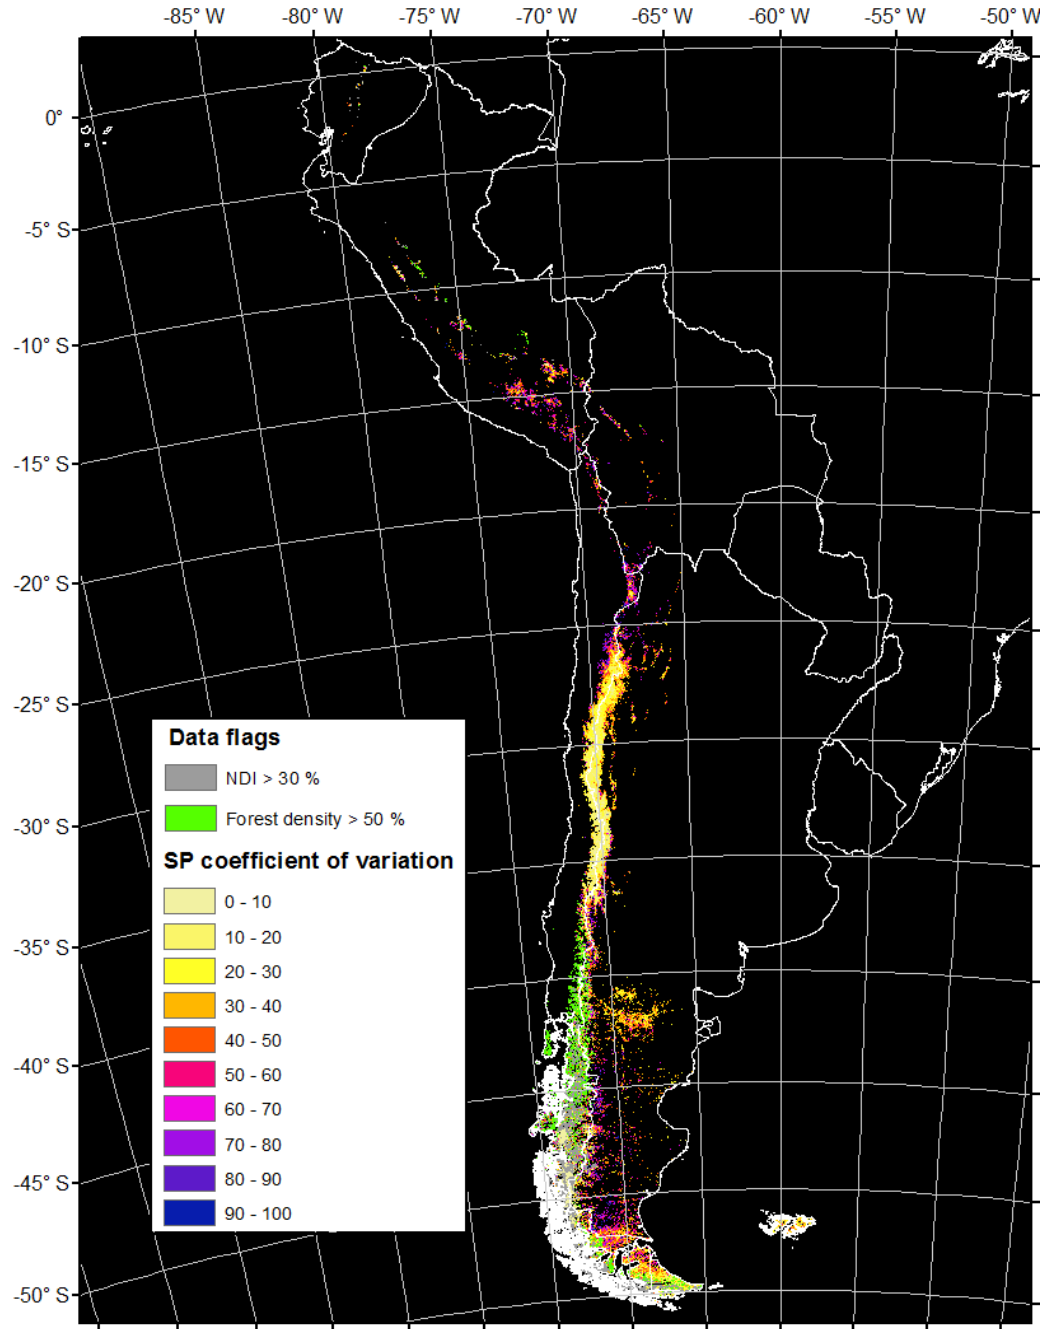 -85° W -80° W -75° W -70° W -65° W -60° W -55° W -50° W
0°
-5° S
-10° S
-15° S
-20° S
-25° S
-30° S
-35° S
-40° S
-45° S
-50° S
Data flags
NDI > 30 %
Forest density > 50 %
SP coefficient of variation
0 - 10
10 - 20
20 - 30
30 - 40
40 - 50
50 - 60
60 - 70
70 - 80
80 - 90
90 - 100